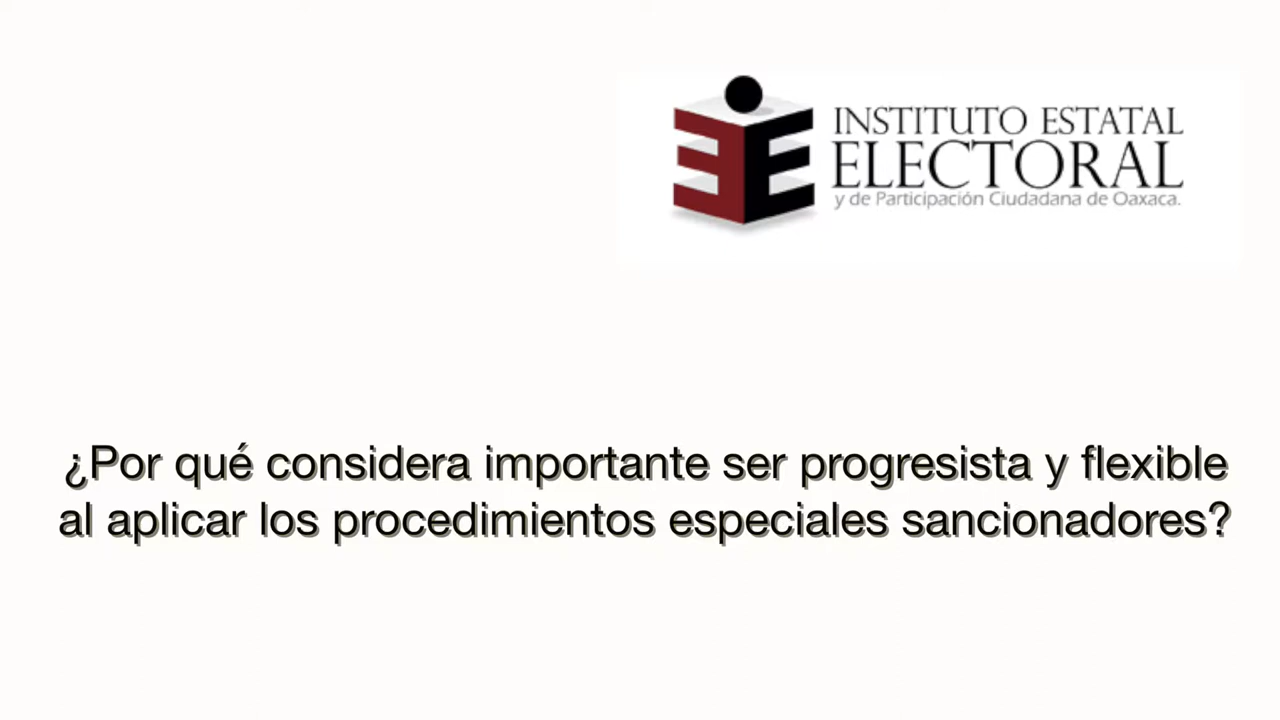 INSTITUTO ESTATAL
ELECTORAL
y de Participación Ciudadana de Oaxaca.
¿Por qué considera importante ser progresista y flexible
al aplicar los procedimientos especiales sancionadores?